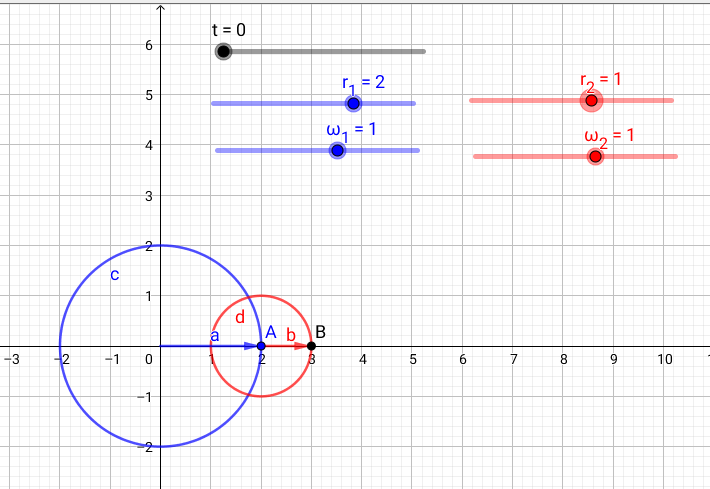 t = 0
6
r₁ = 2
r₂ = 1
5
ω₁ = 1
ω₂ = 1
4
3
2
c
1
d
a
A
b
B
−3 −2 −1 0 1 2 3 4 5 6 7 8 9 10 1
−1
−2